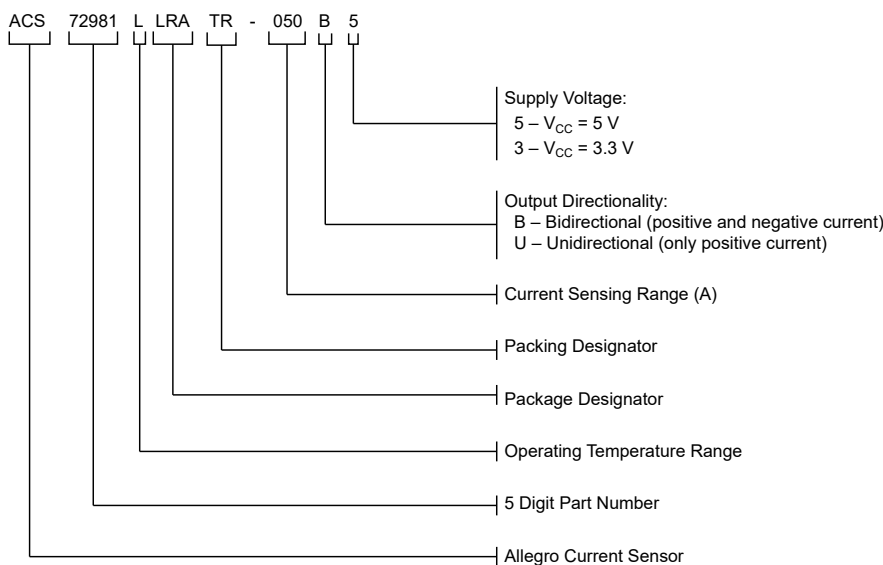 ACS 72981 L LRA TR - 050 B 5
Supply Voltage:
5 – VCC = 5 V
3 – VCC = 3.3 V
Output Directionality:
B – Bidirectional (positive and negative current)
U – Unidirectional (only positive current)
Current Sensing Range (A)
Packing Designator
Package Designator
Operating Temperature Range
5 Digit Part Number
Allegro Current Sensor